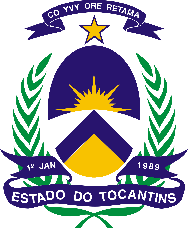 CO YVY ORE RETAMA
1º JAN 1989
ESTADO DO TOCANTINS